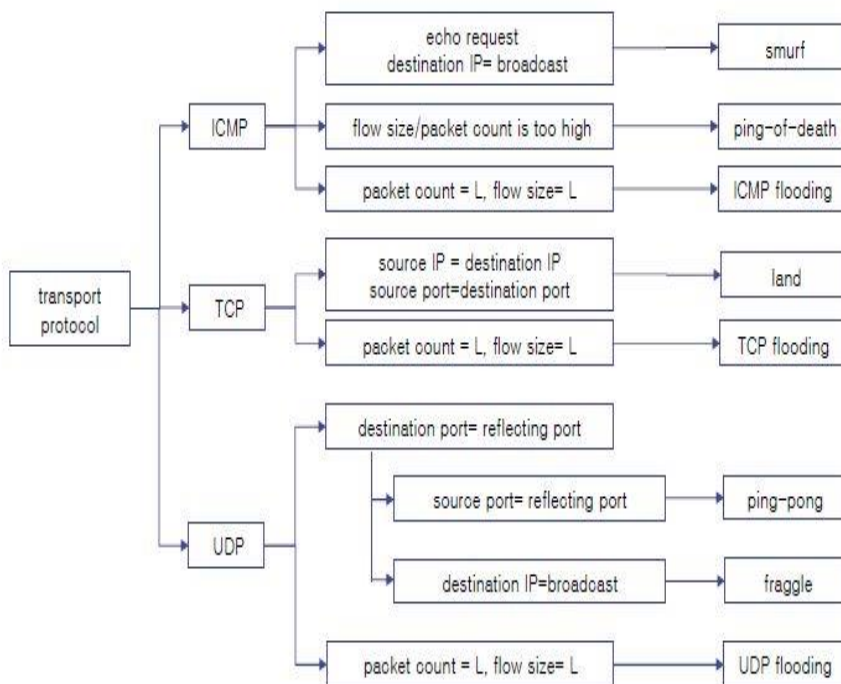 echo request
destination IP= broadcast
smurf
ICMP
flow size/packet count is too high
ping-of-death
packet count = L, flow size= L
ICMP flooding
source IP = destination IP
source port=destination port
land
transport
protocol
TCP
packet count = L, flow size= L
TCP flooding
destination port= reflecting port
source port= reflecting port
ping-pong
UDP
destination IP=broadcast
fraggle
packet count = L, flow size= L
UDP flooding